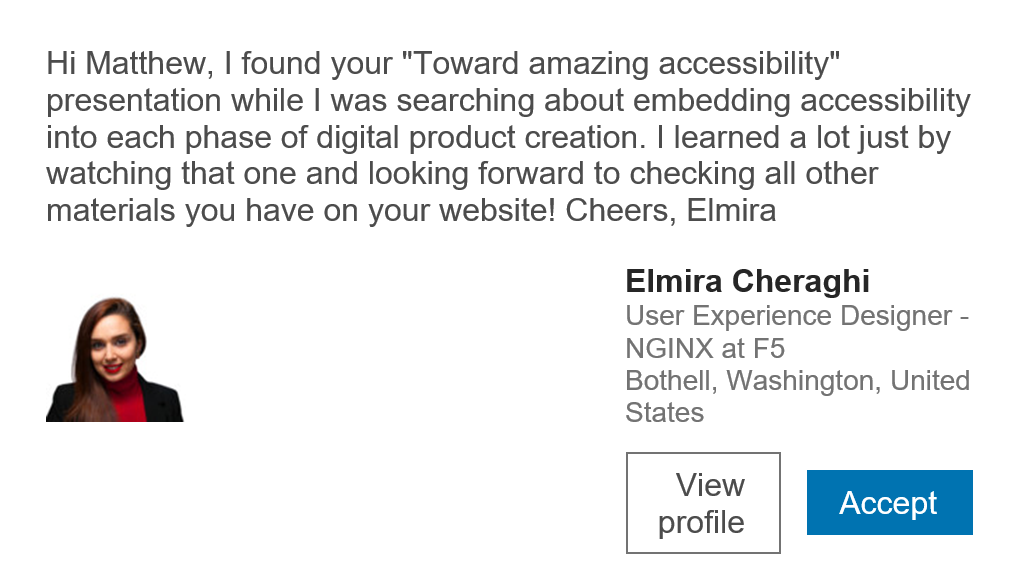 Hi Matthew, I found your "Toward amazing accessibility"
presentation while I was searching about embedding accessibility
into each phase of digital product creation. I learned a lot just by
watching that one and looking forward to checking all other
materials you have on your website! Cheers, Elmira
Elmira Cheraghi
User Experience Designer -
NGINX at F5
Bothell, Washington, United
States
View
profile
Accept